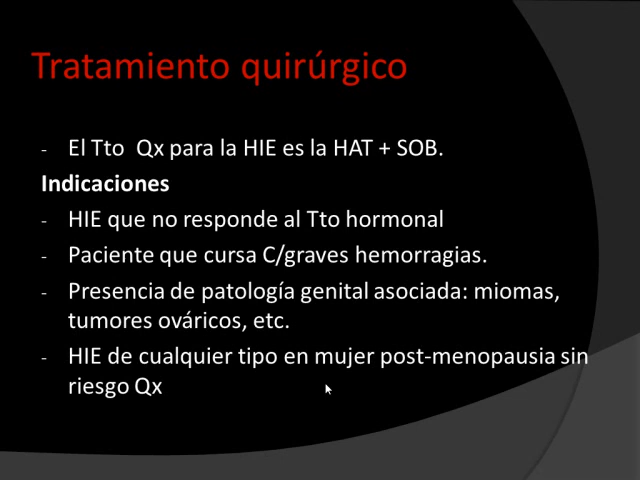 Tratamiento quirúrgico
- El Tto Qx para la HIE es la HAT + SOB.
Indicaciones
- HIE que no responde al Tto hormonal
- Paciente que cursa C/graves hemorragias.
- Presencia de patología genital asociada: miomas,
tumores ováricos, etc.
- HIE de cualquier tipo en mujer post-menopausia sin
riesgo Qx